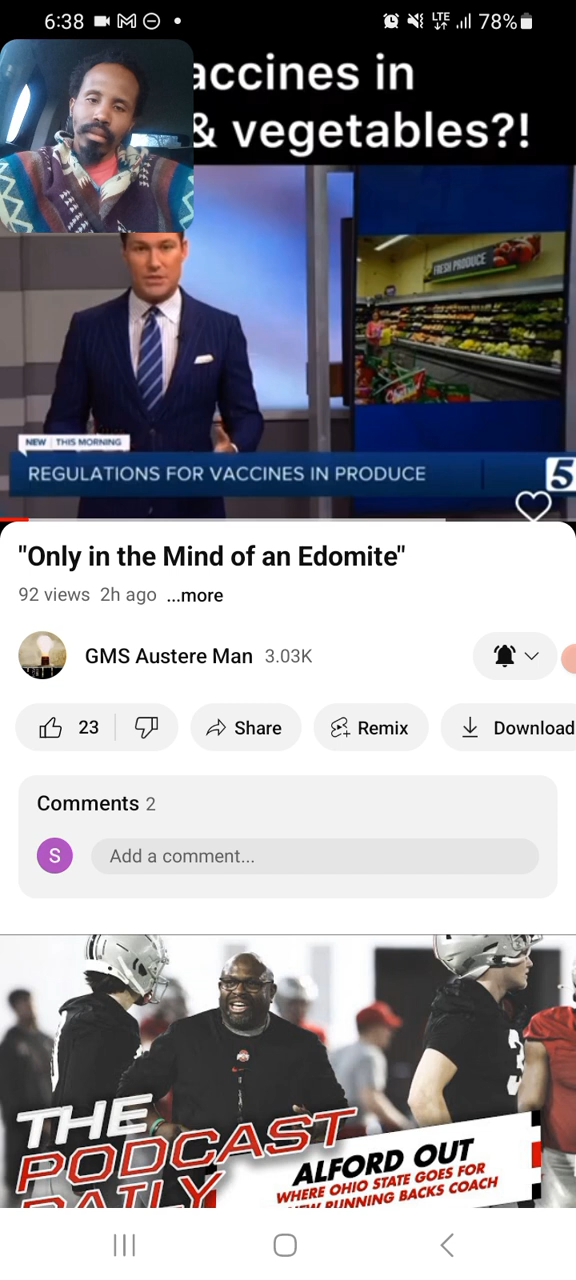 6:38
LTE
78%
accines in
& vegetables?!
FRESH PRODUCE
NEW THIS MORNING
REGULATIONS FOR VACCINES IN PRODUCE
5
"Only in the Mind of an Edomite"
92 views 2h ago ...more
GMS Austere Man 3.03K
23
Share
Remix
Download
Comments 2
S
Add a comment...
THE
PODCAST
DAILY
ALFORD OUT
WHERE OHIO STATE GOES FOR
RUNNING BACKS COACH